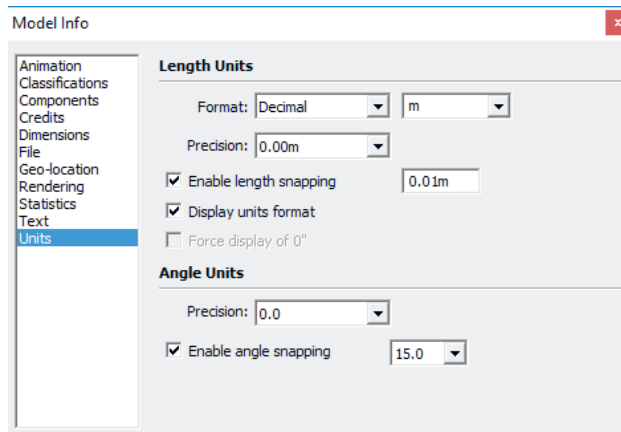 Model Info
x
Animation
Classifications
Components
Credits
Dimensions
File
Geo-location
Rendering
Statistics
Text
Units
Length Units
Format: Decimal m
Precision: 0.00m
Enable length snapping 0.01m
Display units format
Force display of 0"
Angle Units
Precision: 0.0
Enable angle snapping 15.0